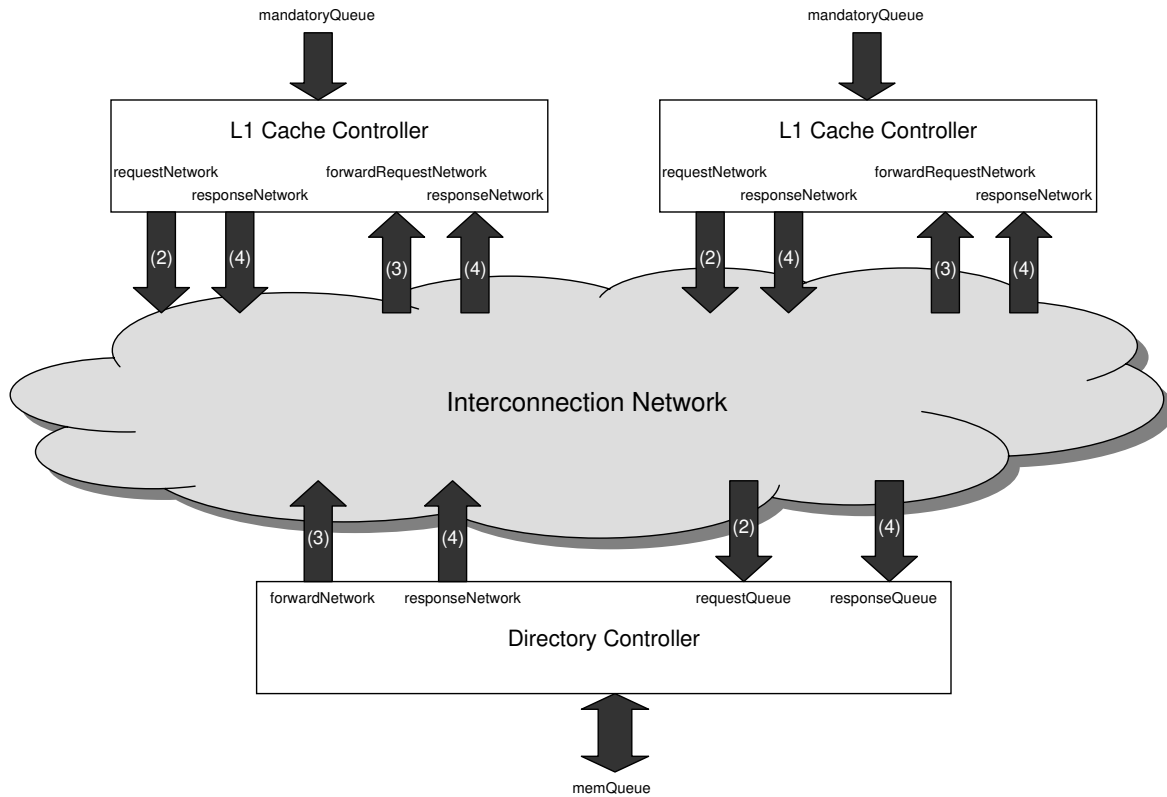 mandatoryQueue mandatoryQueue
L1 Cache Controller L1 Cache Controller
requestNetwork forwardRequestNetwork requestNetwork forwardRequestNetwork
responseNetwork responseNetwork responseNetwork responseNetwork
(2) (4) (3) (4) (2) (4) (3) (4)
Interconnection Network
(3) (4) (2) (4)
forwardNetwork responseNetwork requestQueue responseQueue
Directory Controller
memQueue